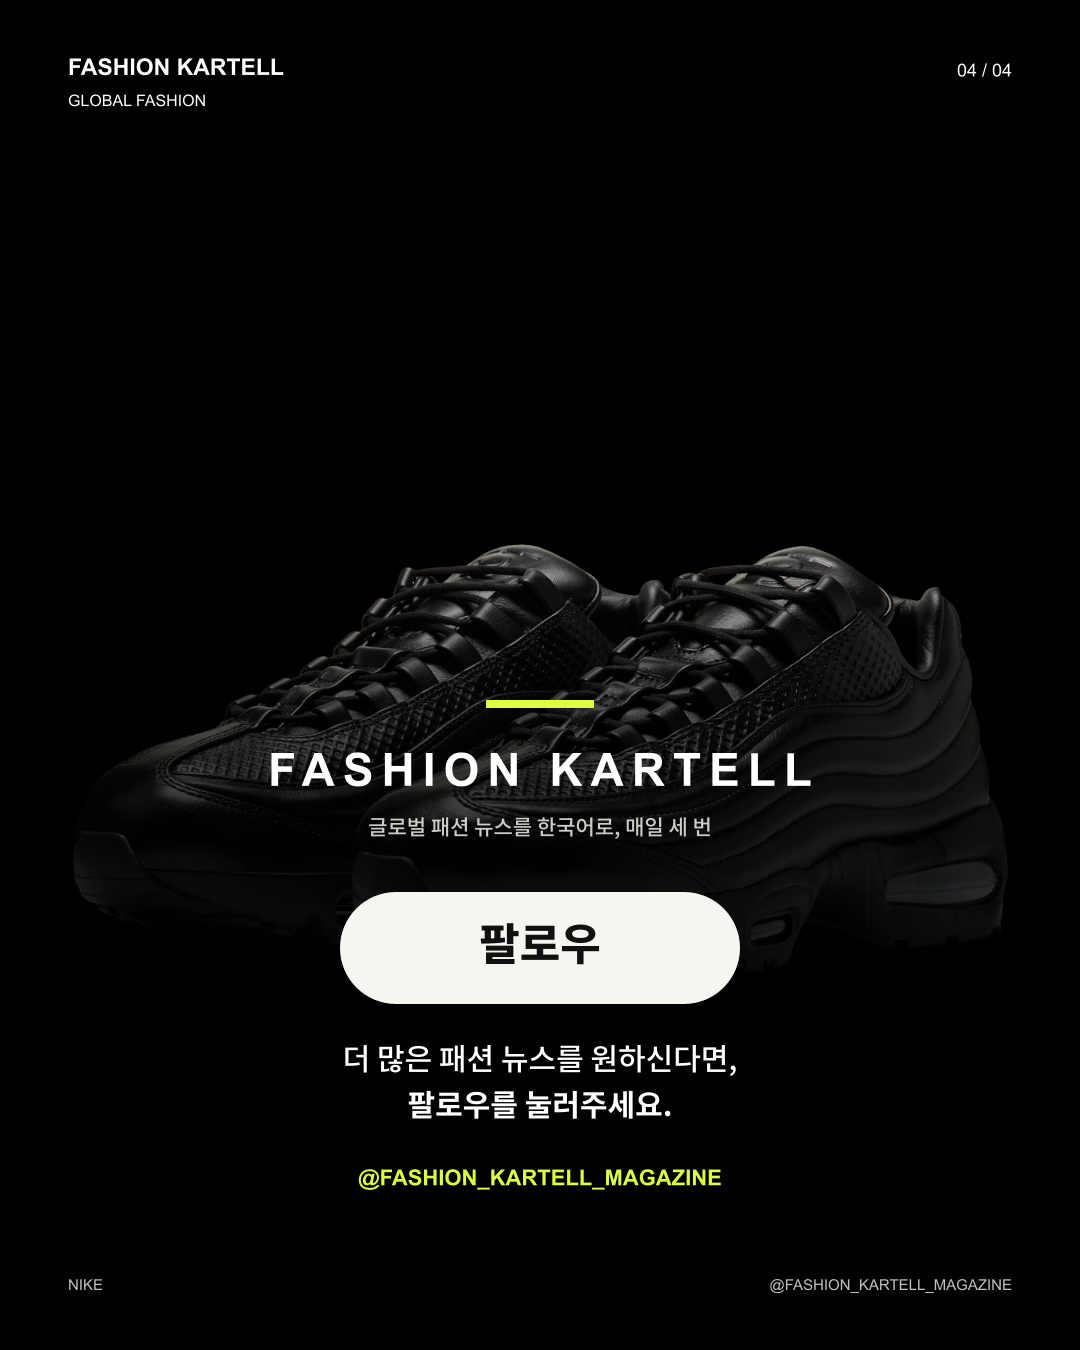 FASHION KARTELL
04 / 04
GLOBAL FASHION
FASHION KARTELL
글로벌 패션 뉴스를 한국어로, 매일 세 번
팔로우
더 많은 패션 뉴스를 원하신다면,
팔로우를 눌러주세요.
@FASHION_KARTELL_MAGAZINE
NIKE
@FASHION_KARTELL_MAGAZINE